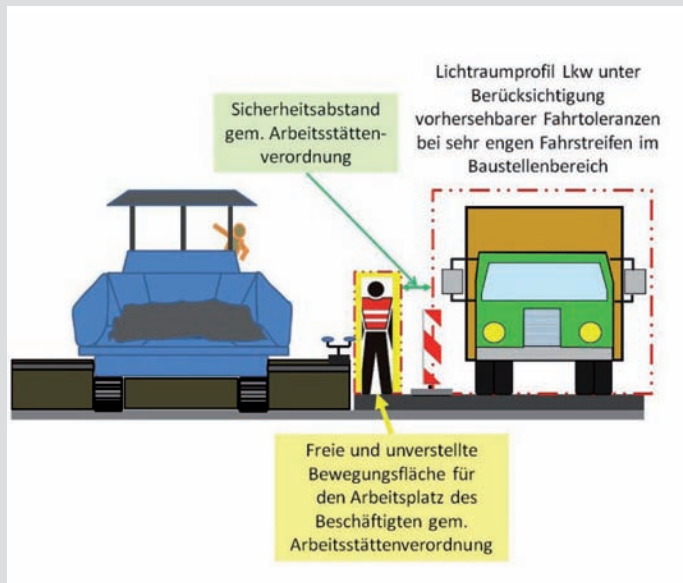 Lichtraumprofil Lkw unter
Berücksichtigung
vorhersehbarer Fahrtoleranzen
bei sehr engen Fahrstreifen im
Baustellenbereich
Sicherheitsabstand
gem. Arbeitsstätten-
verordnung
Freie und unverstellte
Bewegungsfläche für
den Arbeitsplatz des
Beschäftigten gem.
Arbeitsstättenverordnung